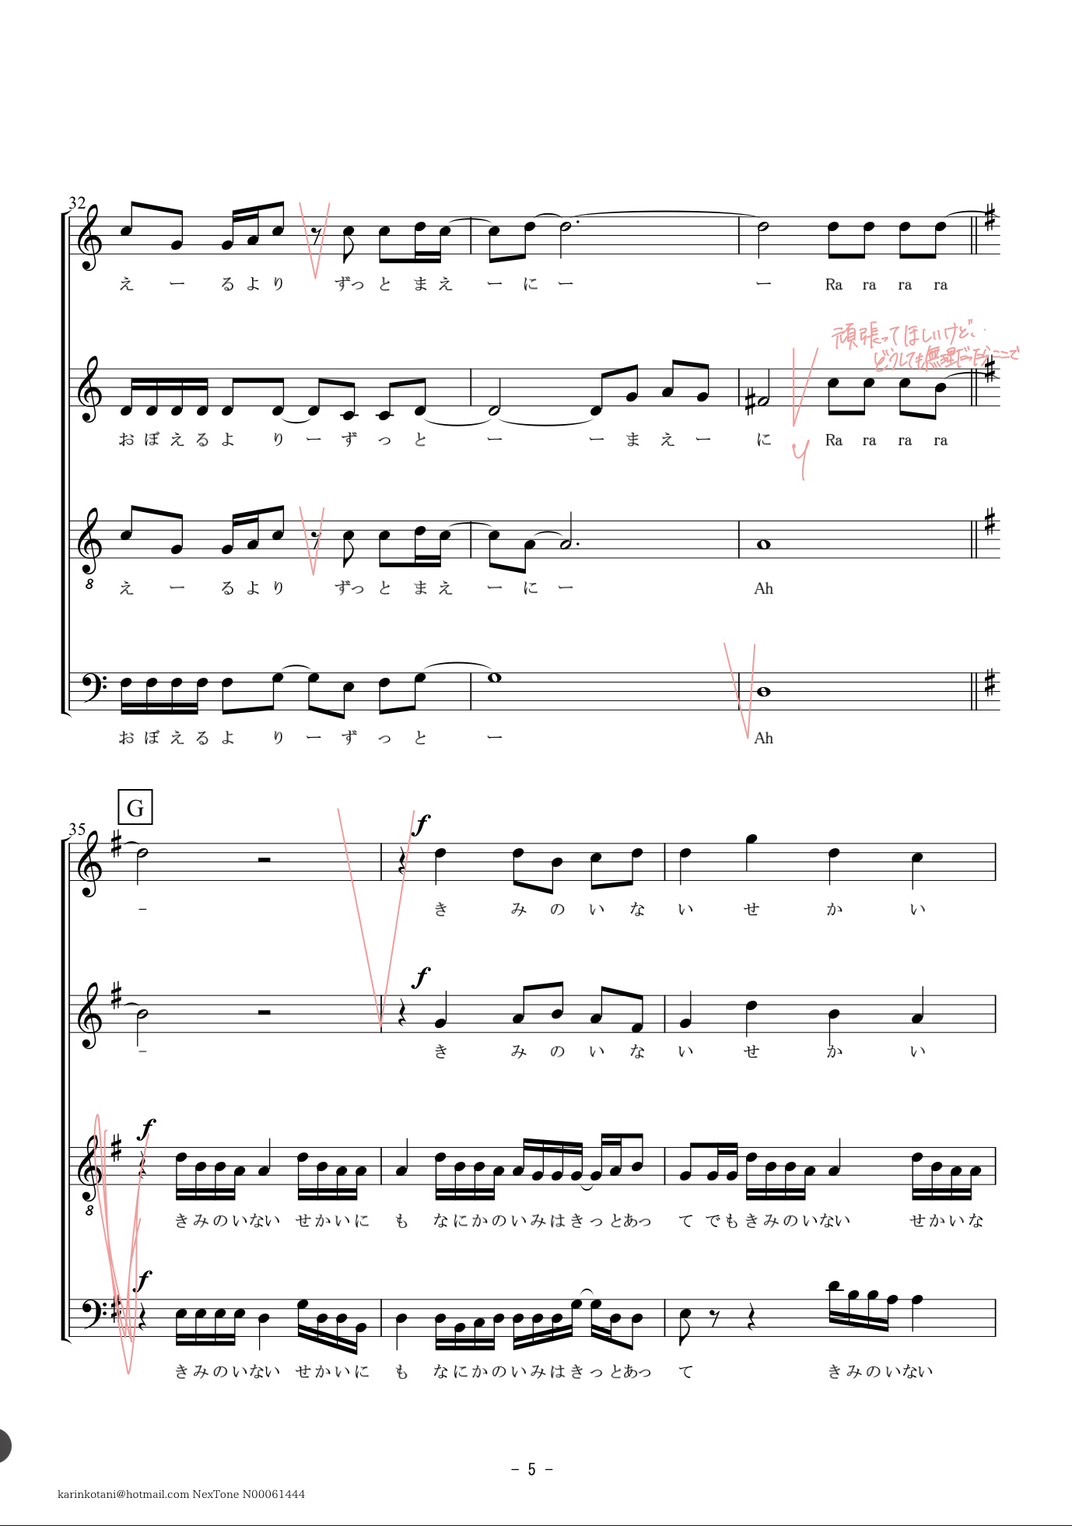 32
え ー る よ り ずっ と ま え ー に ー ー Ra ra ra ra
頑張ってほしいけど、
どうしても無理だったらここで
お ぼ え る よ り ー ず っ と ー ー ま え ー に Ra ra ra ra
8
え ー る よ り ずっ と ま え ー に ー Ah
お ぼ え る よ り ー ず っ と ー Ah
G
35
f
- き み の い な い せ か い
f
- き み の い な い せ か い
f
8
き み の い ない せ か い に も な に か の い み は き っ と あっ て で も き み の い ない せ か い な
f
き み の い ない せ か い に も な に か の い み は き っ と あっ て き み の い ない
- 5 -
karinkotani@hotmail.com NexTone N00061444